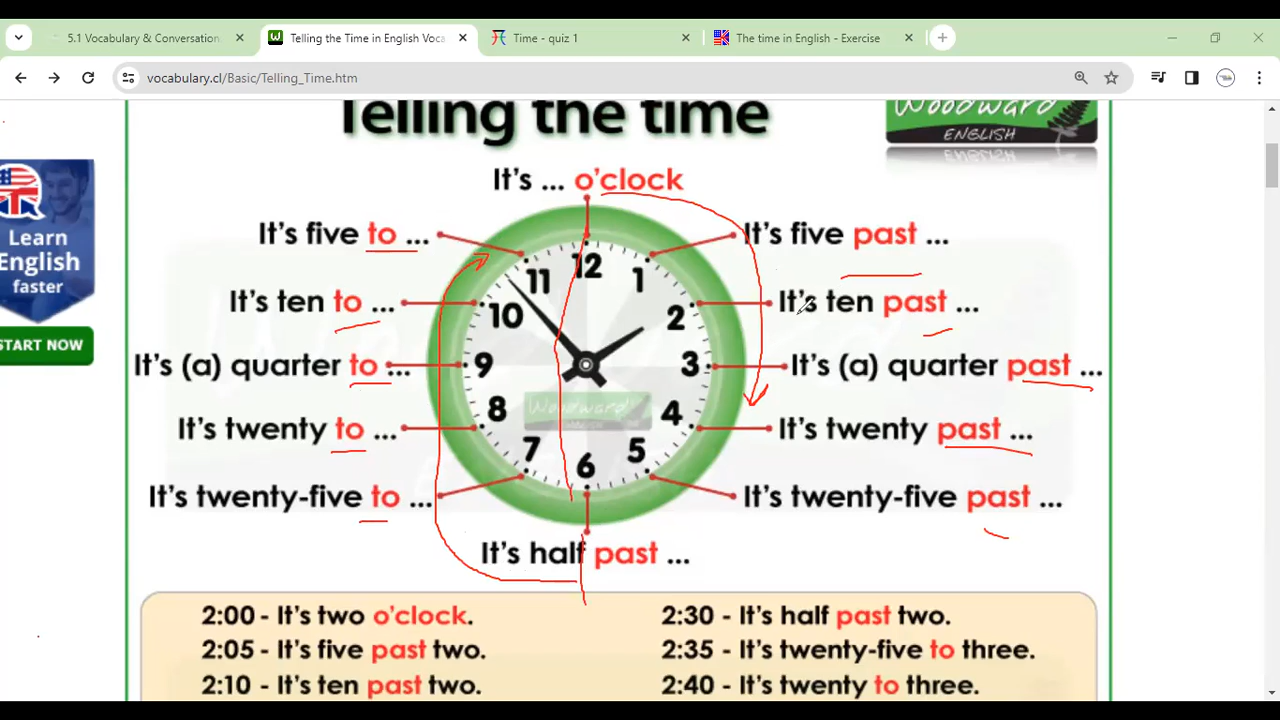 5.1 Vocabulary & Conversation
Telling the Time in English Voca
Time - quiz 1
The time in English - Exercise
vocabulary.cl/Basic/Telling_Time.htm
Telling the time
Woodward
ENGLISH
ENGLISH
Learn
English
faster
START NOW
It's ... o'clock
It's five to ...
It's five past ...
It's ten to ...
It's ten past ...
It's (a) quarter to ...
It's (a) quarter past ...
It's twenty to ...
It's twenty past ...
It's twenty-five to ...
It's twenty-five past ...
It's half past ...
12
1
2
3
4
5
6
7
8
9
10
11
Woodward
2:00 - It's two o'clock.
2:05 - It's five past two.
2:10 - It's ten past two.
2:30 - It's half past two.
2:35 - It's twenty-five to three.
2:40 - It's twenty to three.